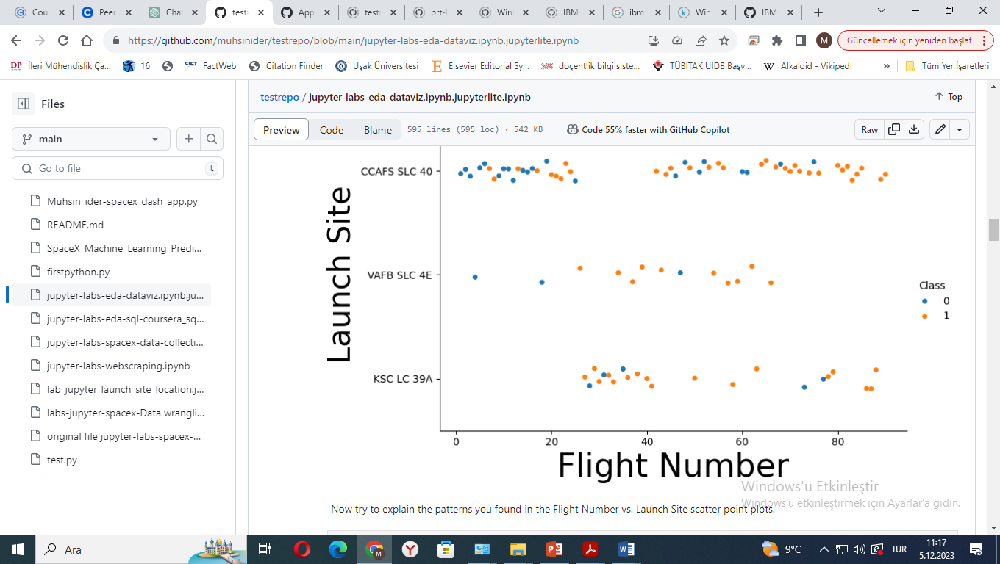 Cour
Peer
Cha
testr
App
testr
brt-l
Win
IBM
ibm
Win
IBM
https://github.com/muhsinider/testrepo/blob/main/jupyter-labs-eda-dataviz.ipynb.jupyterlite.ipynb
M
Güncellemek için yeniden başlat
DP İleri Mühendislik Ça...
16
CACT FactWeb
Citation Finder
Uşak Üniversitesi
E Elsevier Editorial Sy...
doçentlik bilgi siste...
TÜBİTAK UIDB Başv...
W Alkaloid - Vikipedi
»
Tüm Yer İşaretleri
Files
main
Go to file
t
Muhsin_ider-spacex_dash_app.py
README.md
SpaceX_Machine_Learning_Predi...
firstpython.py
jupyter-labs-eda-dataviz.ipynb.ju...
jupyter-labs-eda-sql-coursera_sq...
jupyter-labs-spacex-data-collecti...
jupyter-labs-webscraping.ipynb
lab_jupyter_launch_site_location.j...
labs-jupyter-spacex-Data wrangli...
original file jupyter-labs-spacex-...
test.py
testrepo / jupyter-labs-eda-dataviz.ipynb.jupyterlite.ipynb
Top
Preview
Code
Blame
595 lines (595 loc) · 542 KB
Code 55% faster with GitHub Copilot
Raw
Launch Site
CCAFS SLC 40
VAFB SLC 4E
KSC LC 39A
Class
0
1
0 20 40 60 80
Flight Number
Windows'u Etkinleştir
Windows'u etkinleştirmek için Ayarlar'a gidin.
Now try to explain the patterns you found in the Flight Number vs. Launch Site scatter point plots.
Ara
9°C
TUR
11:17
5.12.2023